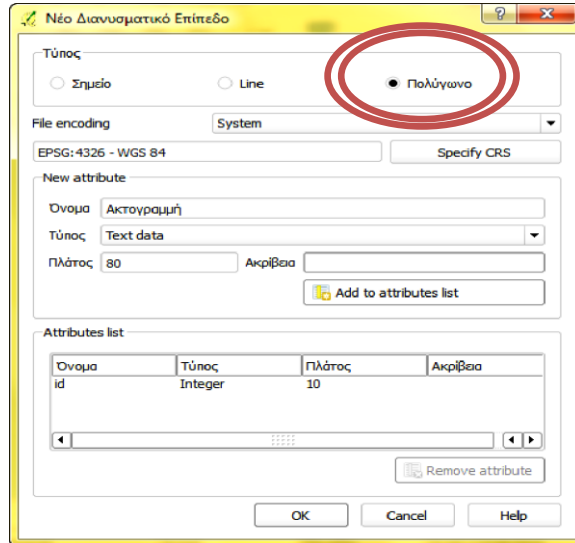 Νέο Διανυσματικό Επίπεδο
Τύπος
Σημείο Line Πολύγωνο
File encoding System
EPSG:4326 - WGS 84 Specify CRS
New attribute
Όνομα Ακτογραμμή
Τύπος Text data
Πλάτος 80 Ακρίβεια
Add to attributes list
Attributes list
Όνομα Τύπος Πλάτος Ακρίβεια
id Integer 10
Remove attribute
OK Cancel Help